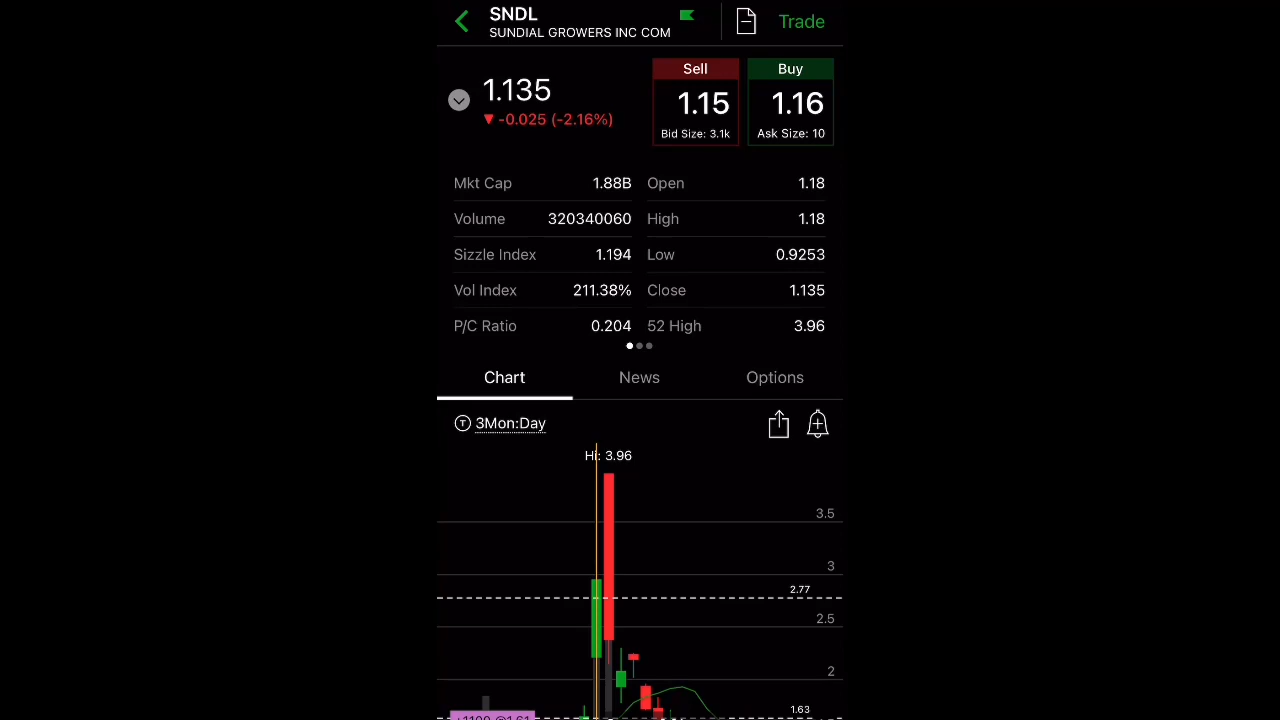 SNDL
SUNDIAL GROWERS INC COM
Trade
1.135
-0.025 (-2.16%)
Sell
1.15
Bid Size: 3.1k
Buy
1.16
Ask Size: 10
Mkt Cap 1.88B Open 1.18
Volume 320340060 High 1.18
Sizzle Index 1.194 Low 0.9253
Vol Index 211.38% Close 1.135
P/C Ratio 0.204 52 High 3.96
Chart News Options
T 3Mon:Day
Hi: 3.96
3.5
3
2.77
2.5
2
1.63
+1100 @1.61